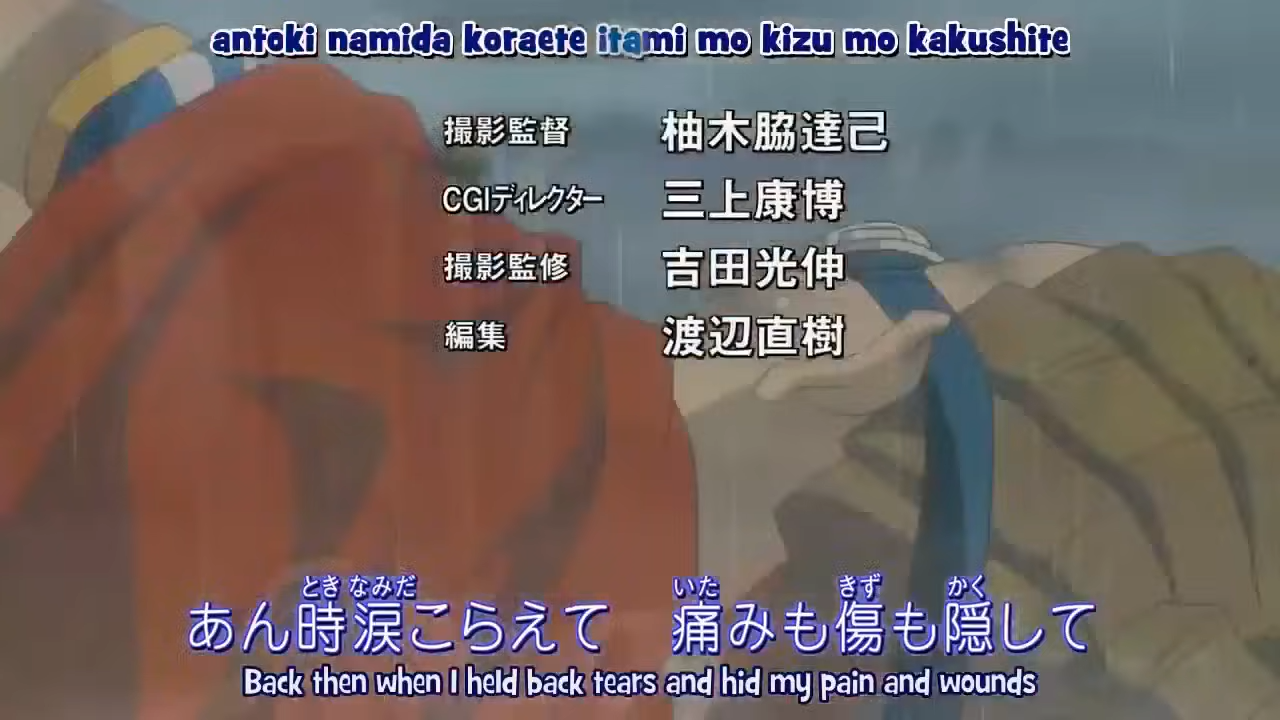 antoki namida koraete itami mo kizu mo kakushite
撮影監督 柚木脇達己
CGIディレクター 三上康博
撮影監修 吉田光伸
編集 渡辺直樹
とき なみだ いた きず かく
あん時涙こらえて 痛みも傷も隠して
Back then when I held back tears and hid my pain and wounds